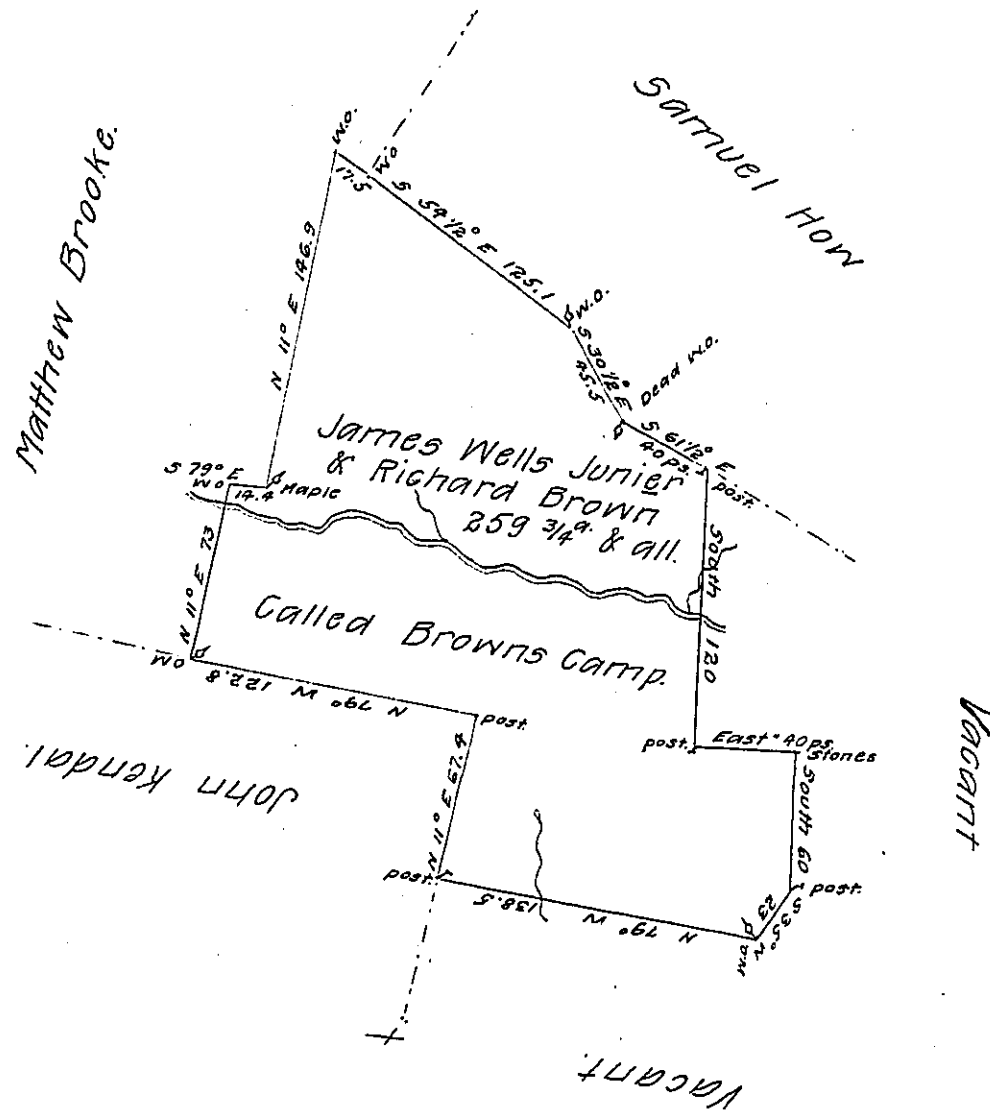 Samuel How
Matthew Brooke.
W.O.
W.O
17.5
S 54 1/2° E 125.1
N 11° E 146.9
W.O.
S 30 1/2° E
45.5
Dead W.O.
S 61 1/2° E
40 ps.
post.
James Wells Junier
& Richard Brown
259 3/4 a. & all.
S 79° E
W O
14.4
Maple
N 11° E 73
South 120
Called Browns Camp.
W O
N 79° W 122.8
post.
post.
East 40 ps.
Stones
Vacant
John Kendal.
N 11° E 67.4
South 60
post.
post.
N 79° W 138.5
S 35° W
23
W O
Vacant.